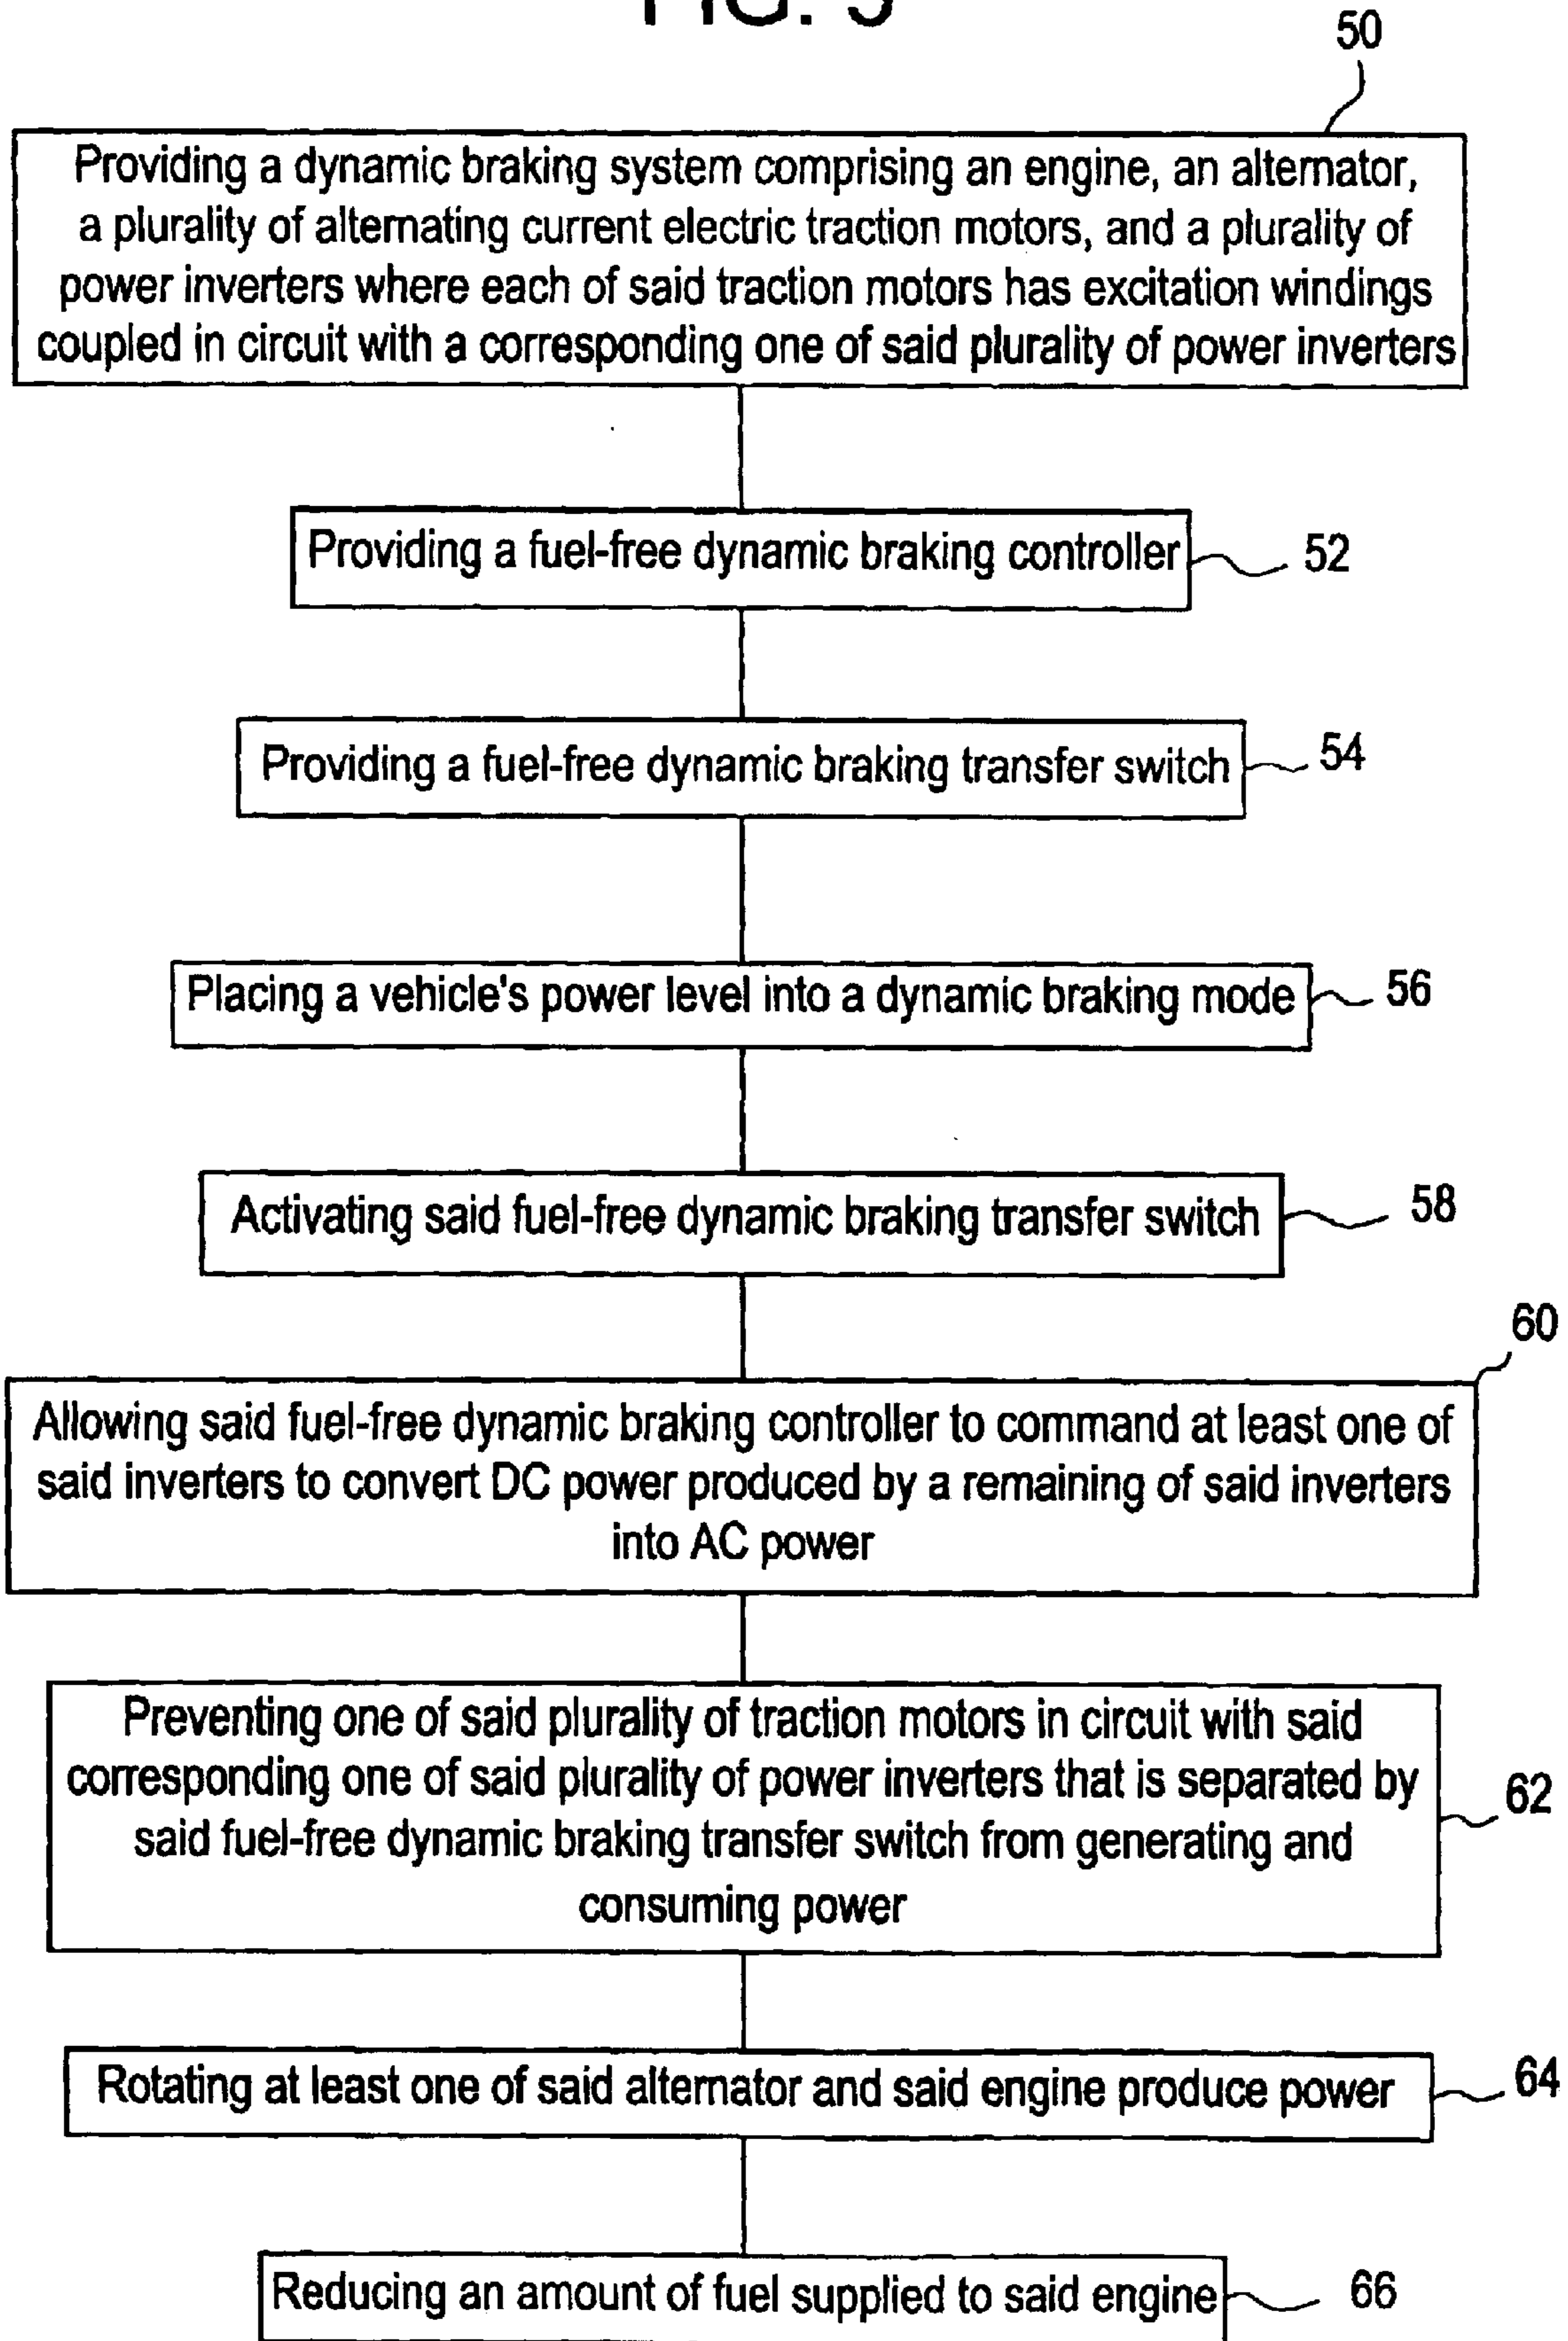 50
Providing a dynamic braking system comprising an engine, an alternator,
a plurality of alternating current electric traction motors, and a plurality of
power inverters where each of said traction motors has excitation windings
coupled in circuit with a corresponding one of said plurality of power inverters
Providing a fuel-free dynamic braking controller 52
Providing a fuel-free dynamic braking transfer switch 54
Placing a vehicle's power level into a dynamic braking mode 56
Activating said fuel-free dynamic braking transfer switch 58
60
Allowing said fuel-free dynamic braking controller to command at least one of
said inverters to convert DC power produced by a remaining of said inverters
into AC power
Preventing one of said plurality of traction motors in circuit with said
corresponding one of said plurality of power inverters that is separated by
62
said fuel-free dynamic braking transfer switch from generating and
consuming power
Rotating at least one of said alternator and said engine produce power 64
Reducing an amount of fuel supplied to said engine 66